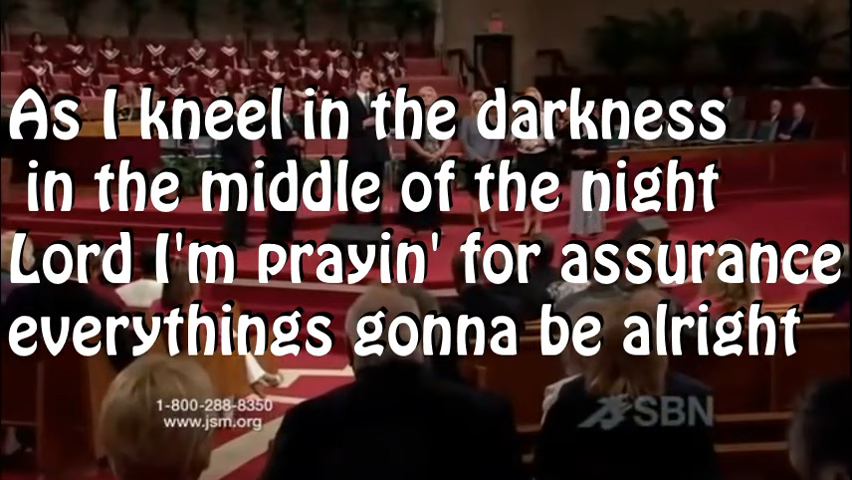 As I kneel in the darkness
in the middle of the night
Lord I'm prayin' for assurance
everythings gonna be alright
1-800-288-8350
www.jsm.org
SBN